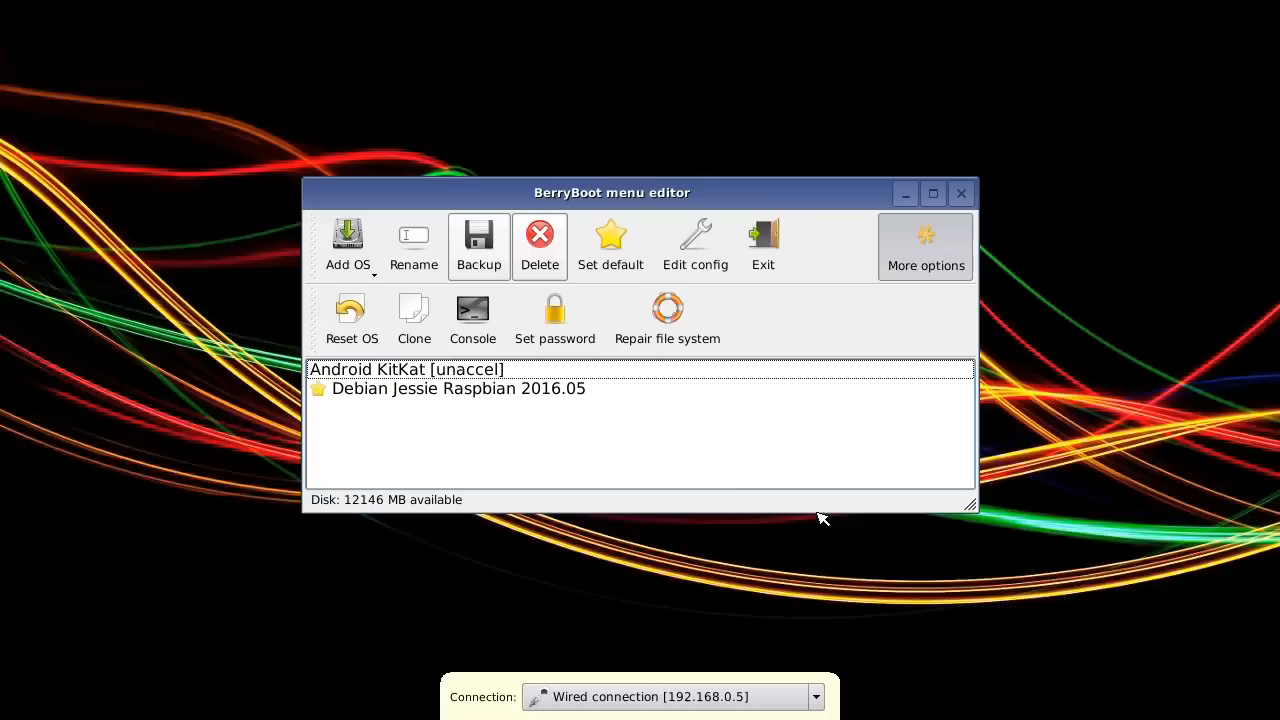 BerryBoot menu editor
Add OS Rename Backup Delete Set default Edit config Exit More options
Reset OS Clone Console Set password Repair file system
Android KitKat [unaccel]
Debian Jessie Raspbian 2016.05
Disk: 12146 MB available
Connection: Wired connection [192.168.0.5]